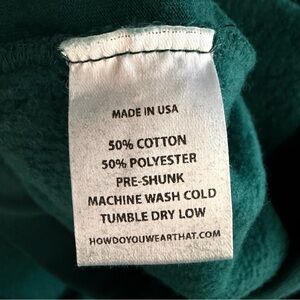 MADE IN USA
50% COTTON
50% POLYESTER
PRE-SHUNK
MACHINE WASH COLD
TUMBLE DRY LOW
HOWDOYOUWEARTHAT.COM